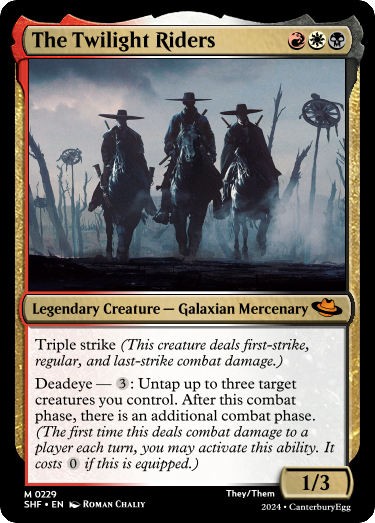 The Twilight Riders
Legendary Creature — Galaxian Mercenary
Triple strike (This creature deals first-strike,
regular, and last-strike combat damage.)
Deadeye — 3: Untap up to three target
creatures you control. After this combat
phase, there is an additional combat phase.
(The first time this deals combat damage to a
player each turn, you may activate this ability. It
costs 0 if this is equipped.)
1/3
M 0229
SHF • EN Roman Chaliy
They/Them
2024 • CanterburyEgg